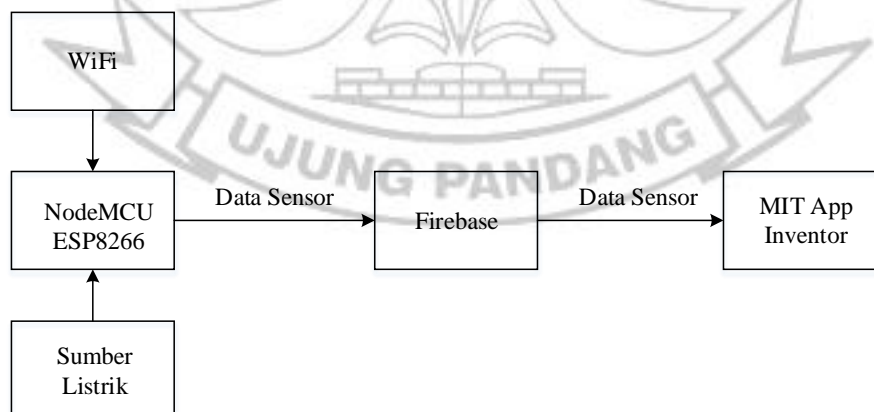 WiFi
UJUNG PANDANG
NodeMCU
ESP8266
Data Sensor
Firebase
Data Sensor
MIT App
Inventor
Sumber
Listrik